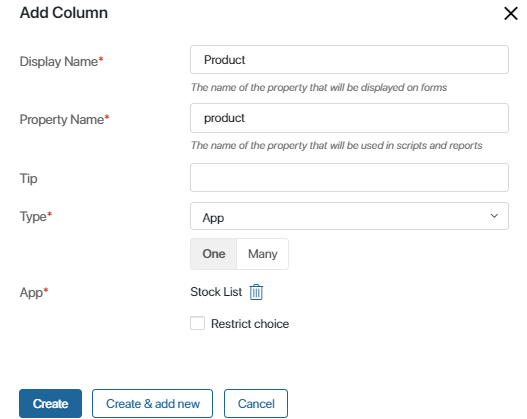 Add Column
Display Name*
Product
The name of the property that will be displayed on forms
Property Name*
product
The name of the property that will be used in scripts and reports
Tip
Type*
App
One Many
App*
Stock List
Restrict choice
Create Create & add new Cancel